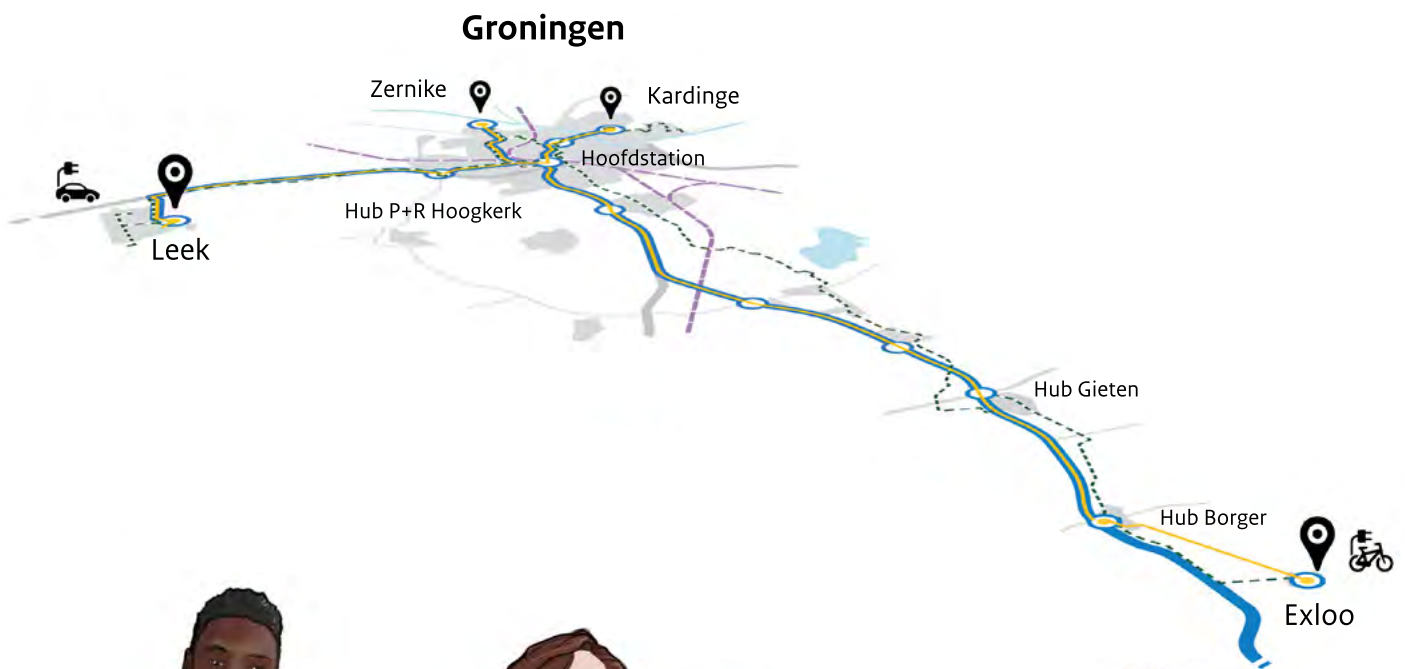 Groningen
Zernike
Kardinge
Hoofdstation
Hub P+R Hoogkerk
Leek
Hub Gieten
Hub Borger
Exloo